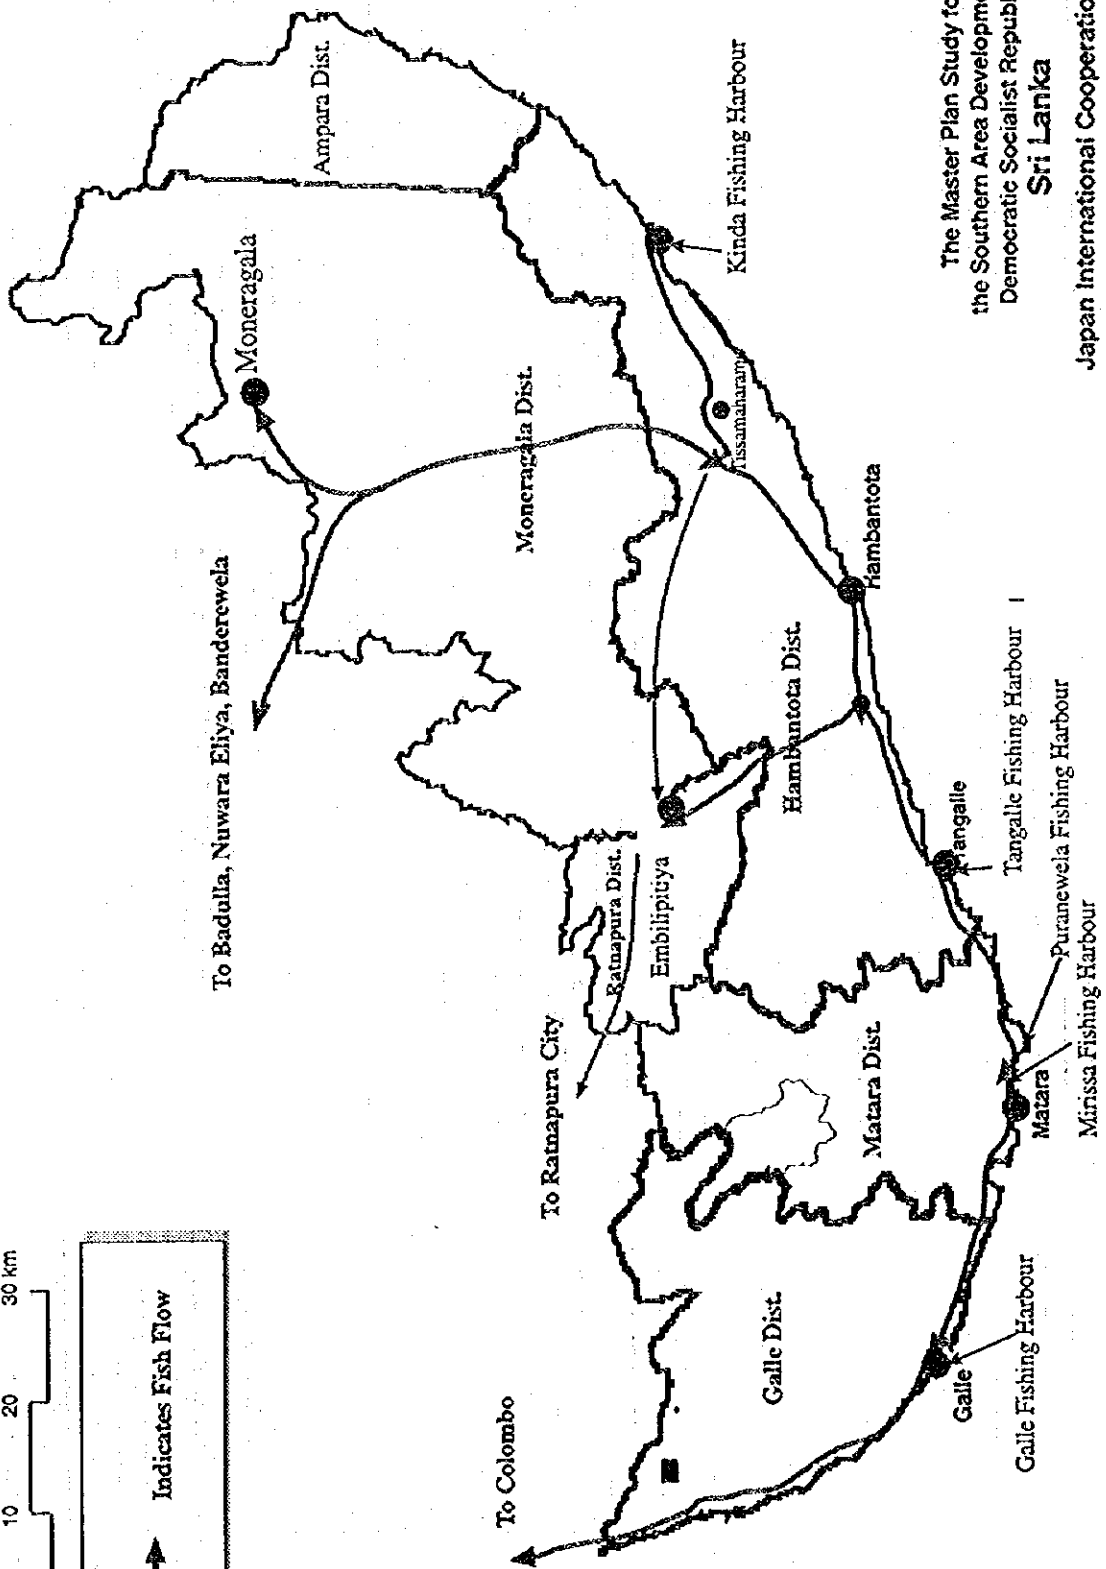 10 20 30 km
Indicates Fish Flow
To Colombo
To Ratnapura City
To Badulla, Nuwara Eliya, Banderewela
Moneragala
Ampara Dist.
Moneragala Dist.
Ratnapura Dist.
Embilipitiya
Hambantota Dist.
Matara Dist.
Galle Dist.
Tissamaharama
Kinda Fishing Harbour
Hambantota
Tangalle
Tangalle Fishing Harbour
Puranewela Fishing Harbour
Matara
Mirissa Fishing Harbour
Galle
Galle Fishing Harbour
The Master Plan Study fo
the Southern Area Developme
Democratic Socialist Republi
Sri Lanka
Japan International Cooperatio